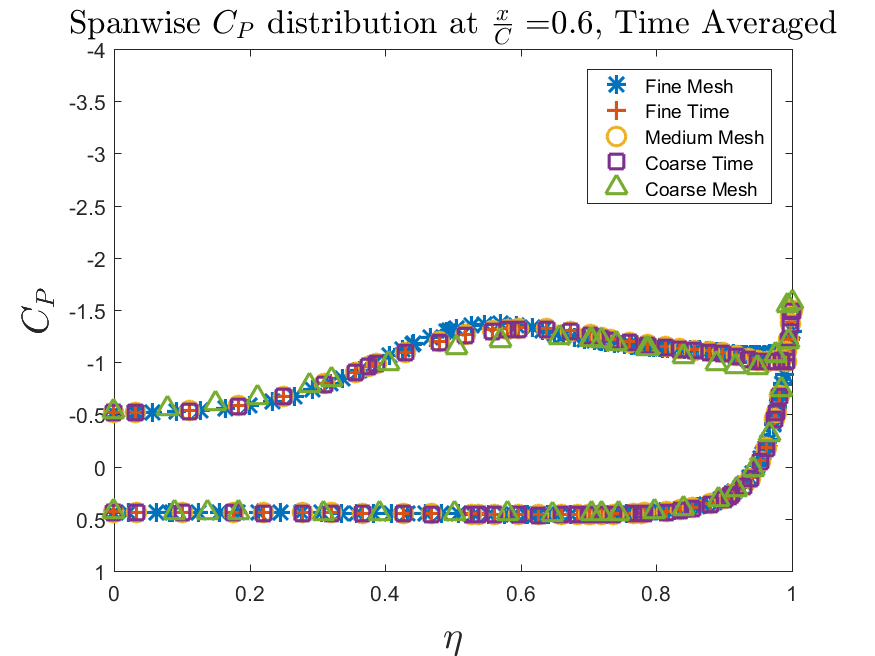 Spanwise C_P distribution at x/C =0.6, Time Averaged
-4
-3.5
-3
-2.5
-2
-1.5
-1
-0.5
0
0.5
1
C_P
Fine Mesh
Fine Time
Medium Mesh
Coarse Time
Coarse Mesh
0 0.2 0.4 0.6 0.8 1
η